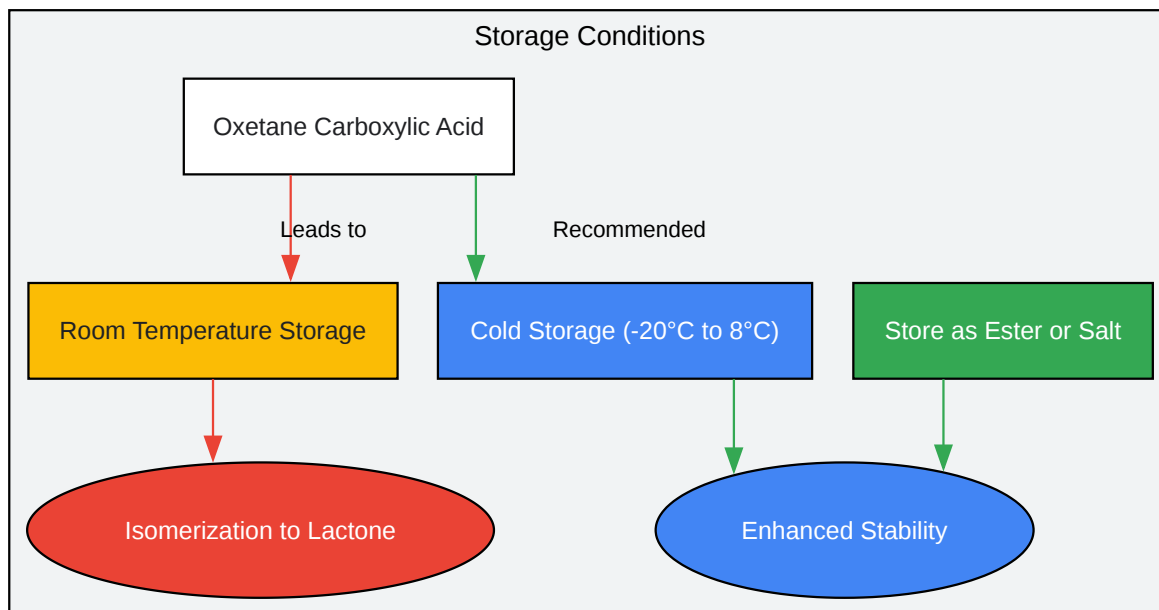 Storage Conditions
Oxetane Carboxylic Acid
Leads to
Recommended
Room Temperature Storage
Cold Storage (-20°C to 8°C)
Store as Ester or Salt
Isomerization to Lactone
Enhanced Stability